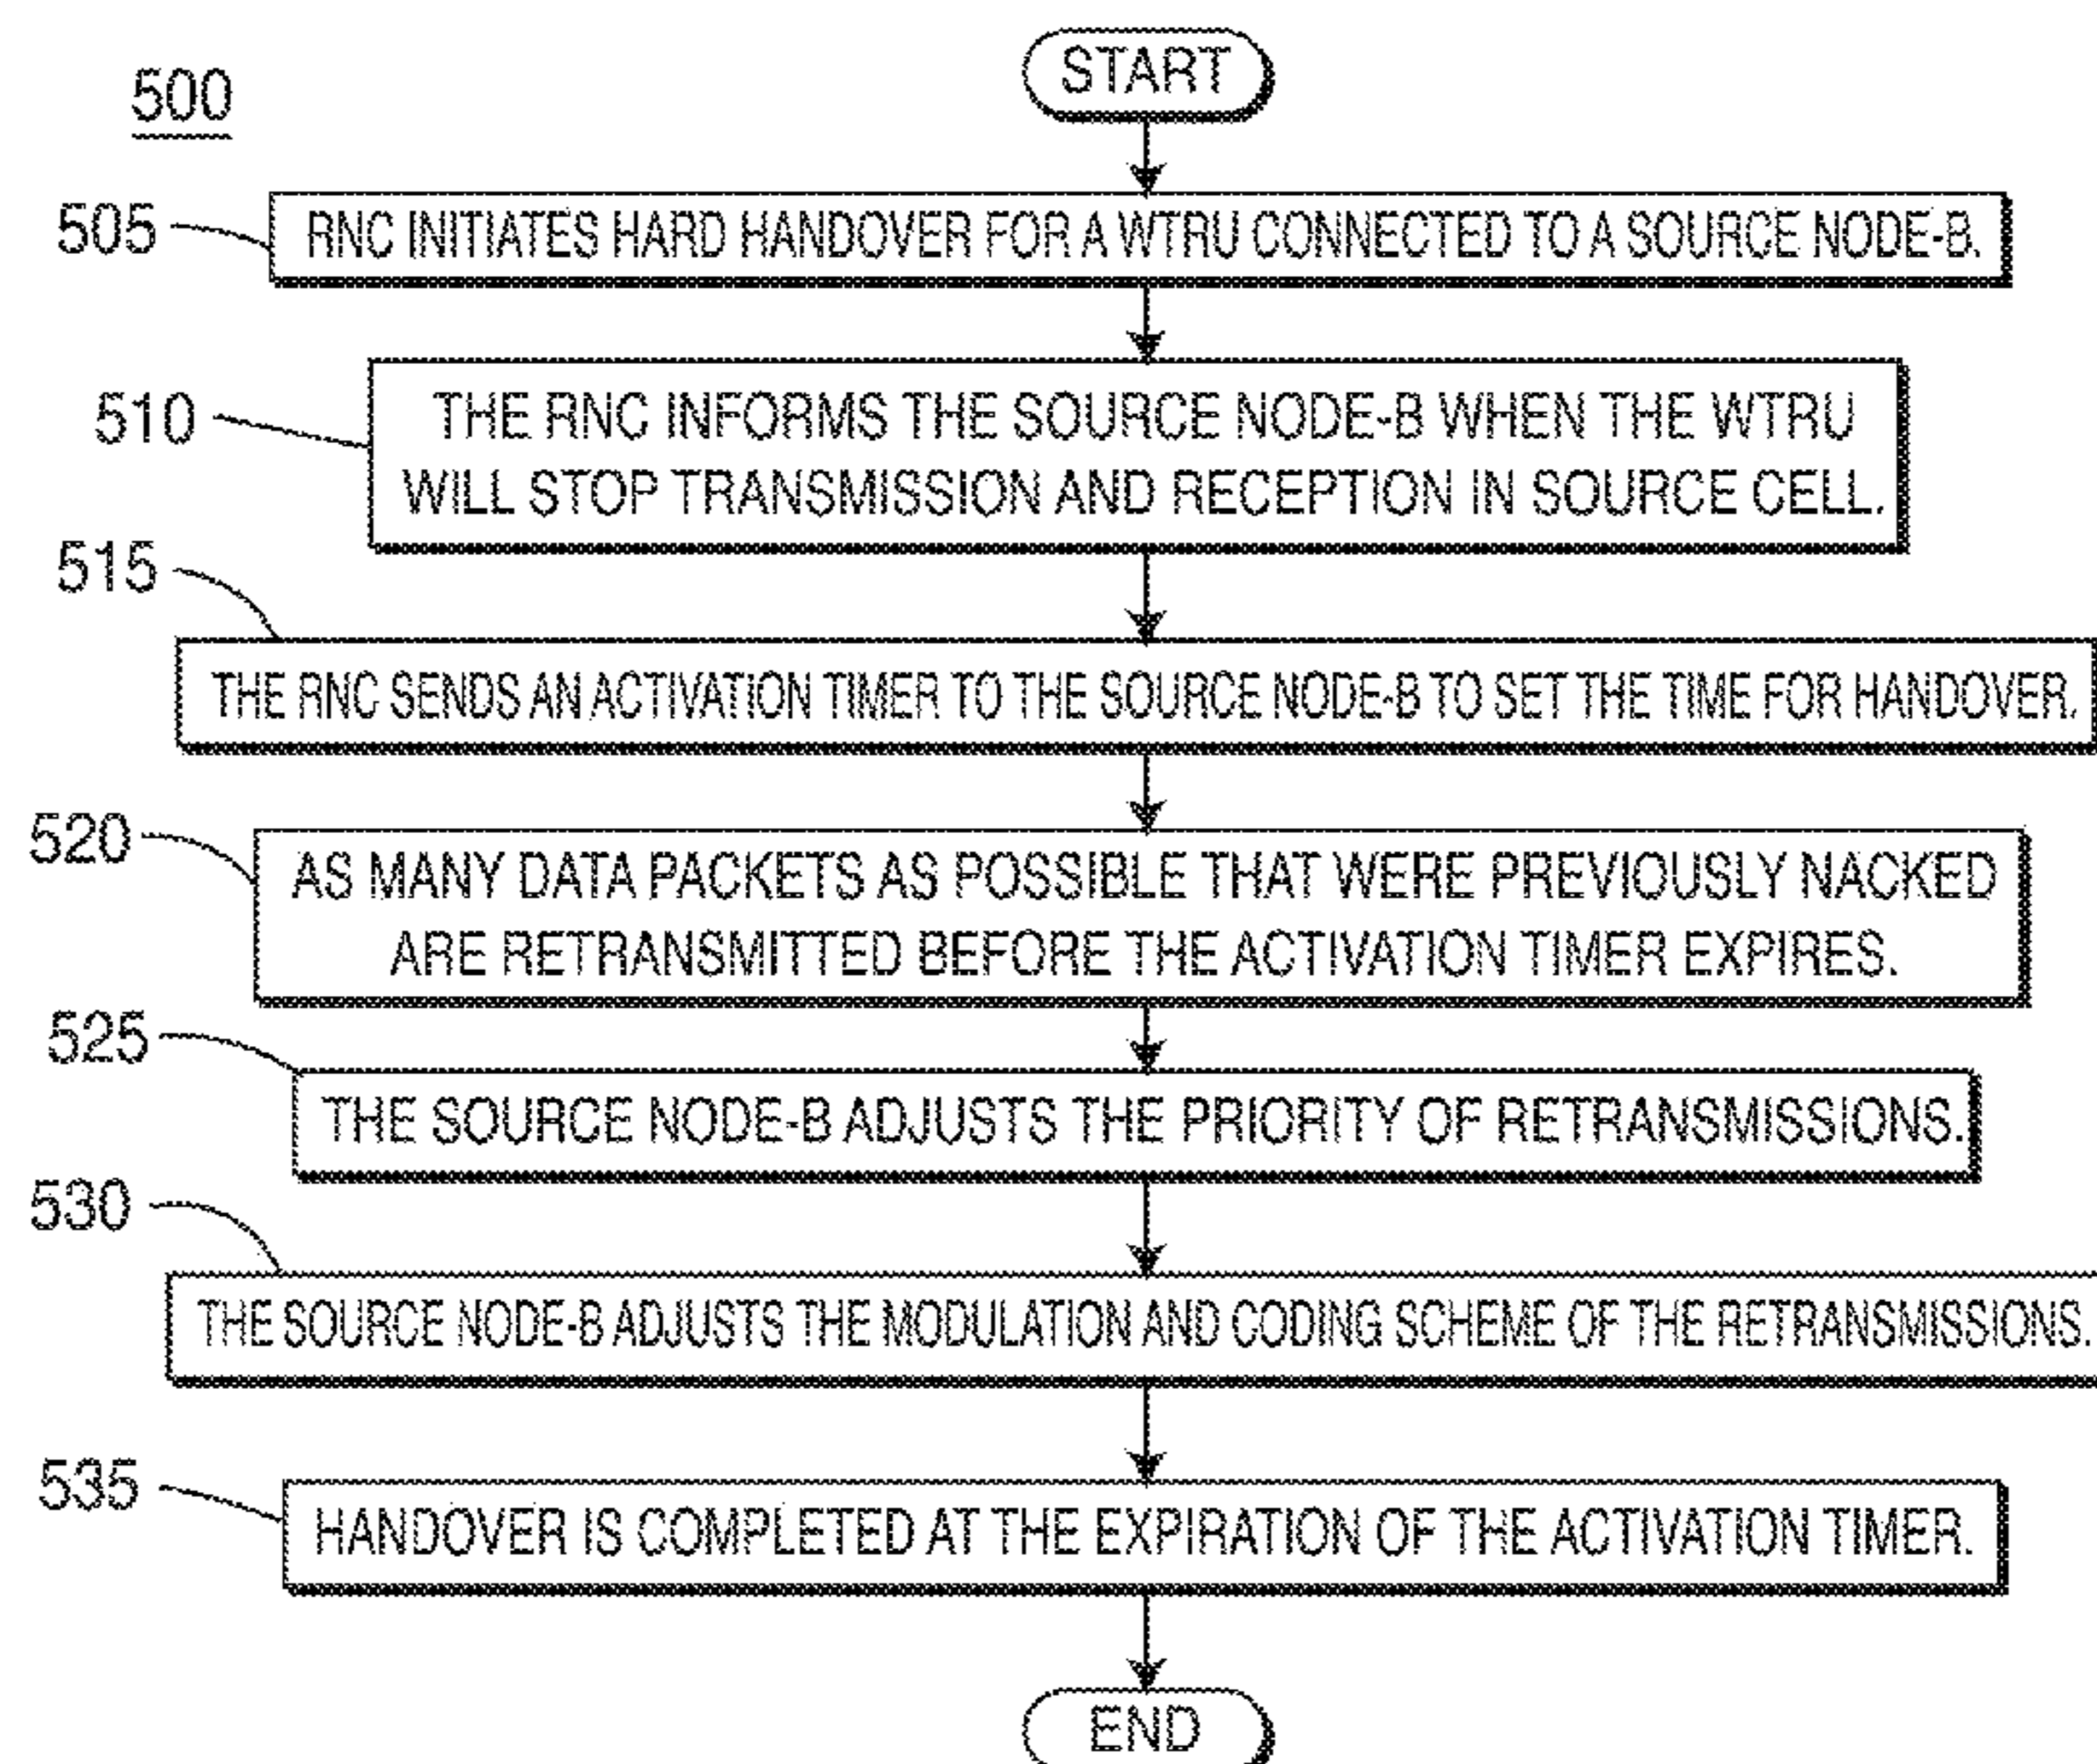 500
START
505
RNC INITIATES HARD HANDOVER FOR A WTRU CONNECTED TO A SOURCE NODE-B.
510
THE RNC INFORMS THE SOURCE NODE-B WHEN THE WTRU
WILL STOP TRANSMISSION AND RECEPTION IN SOURCE CELL.
515
THE RNC SENDS AN ACTIVATION TIMER TO THE SOURCE NODE-B TO SET THE TIME FOR HANDOVER.
520
AS MANY DATA PACKETS AS POSSIBLE THAT WERE PREVIOUSLY NACKED
ARE RETRANSMITTED BEFORE THE ACTIVATION TIMER EXPIRES.
525
THE SOURCE NODE-B ADJUSTS THE PRIORITY OF RETRANSMISSIONS.
530
THE SOURCE NODE-B ADJUSTS THE MODULATION AND CODING SCHEME OF THE RETRANSMISSIONS.
535
HANDOVER IS COMPLETED AT THE EXPIRATION OF THE ACTIVATION TIMER.
END